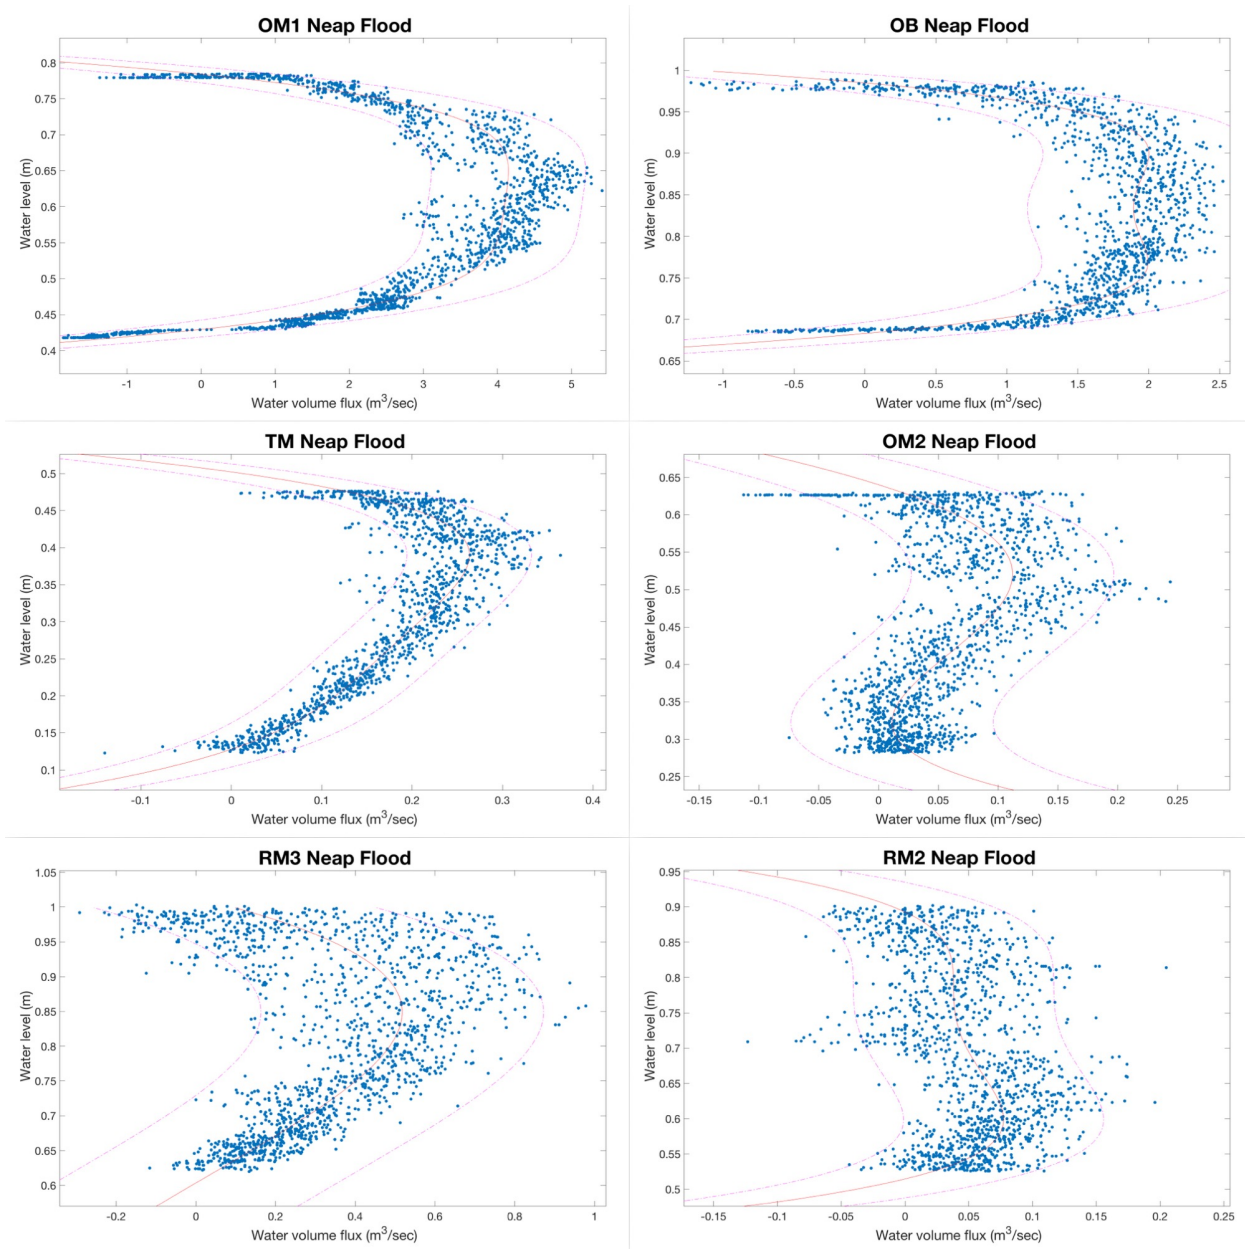 OM1 Neap Flood
0.8
0.75
0.7
0.65
0.6
0.55
0.5
0.45
0.4
Water level (m)
-1 0 1 2 3 4 5
Water volume flux (m³/sec)
OB Neap Flood
1
0.95
0.9
0.85
0.8
0.75
0.7
0.65
Water level (m)
-1 -0.5 0 0.5 1 1.5 2 2.5
Water volume flux (m³/sec)
TM Neap Flood
0.5
0.45
0.4
0.35
0.3
0.25
0.2
0.15
0.1
Water level (m)
-0.1 0 0.1 0.2 0.3 0.4
Water volume flux (m³/sec)
OM2 Neap Flood
0.65
0.6
0.55
0.5
0.45
0.4
0.35
0.3
0.25
Water level (m)
-0.15 -0.1 -0.05 0 0.05 0.1 0.15 0.2 0.25
Water volume flux (m³/sec)
RM3 Neap Flood
1.05
1
0.95
0.9
0.85
0.8
0.75
0.7
0.65
0.6
Water level (m)
-0.2 0 0.2 0.4 0.6 0.8 1
Water volume flux (m³/sec)
RM2 Neap Flood
0.95
0.9
0.85
0.8
0.75
0.7
0.65
0.6
0.55
0.5
Water level (m)
-0.15 -0.1 -0.05 0 0.05 0.1 0.15 0.2 0.25
Water volume flux (m³/sec)